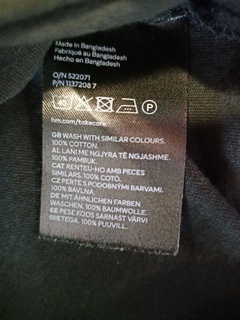 Made in Bangladesh
Fabriqué au Bangladesh
Hecho en Bangladesh
O/N 522071
P/N 1137208 7
hm.com/takecare
GB WASH WITH SIMILAR COLOURS.
100% COTTON.
AL LANI ME NGJYRA TË NGJASHME.
100% PAMBUK.
CAT RENTEU-HO AMB PECES
SIMILARS. 100% COTÓ.
CZ PERTE S PODOBNÝMI BARVAMI.
100% BAVLNA.
DE MIT ÄHNLICHEN FARBEN
WASCHEN. 100% BAUMWOLLE.
EE PESE KOOS SARNAST VÄRVI
RIETEGA. 100% PUUVILL.